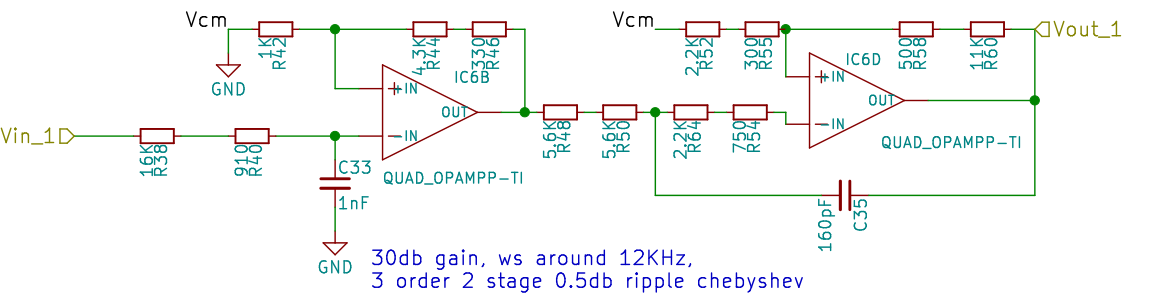 Vcm
1K
R42
4.3K
R44
330
R46
GND
+IN
-IN
OUT
IC6B
QUAD_OPAMPP-TI
Vin_1
16K
R38
910
R40
C33
1nF
GND
5.6K
R48
5.6K
R50
Vcm
2.2K
R52
300
R55
500
R58
11K
R60
Vout_1
IC6D
+IN
-IN
OUT
QUAD_OPAMPP-TI
2.2K
R64
750
R54
160pF
C35
30db gain, ws around 12KHz,
3 order 2 stage 0.5db ripple chebyshev